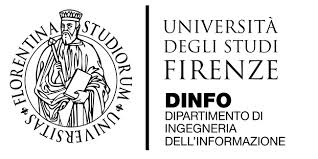 FLORENTINA STUDIORUM UNIVERSITAS
UNIVERSITÀ
DEGLI STUDI
FIRENZE
DINFO
DIPARTIMENTO DI
INGEGNERIA
DELL'INFORMAZIONE